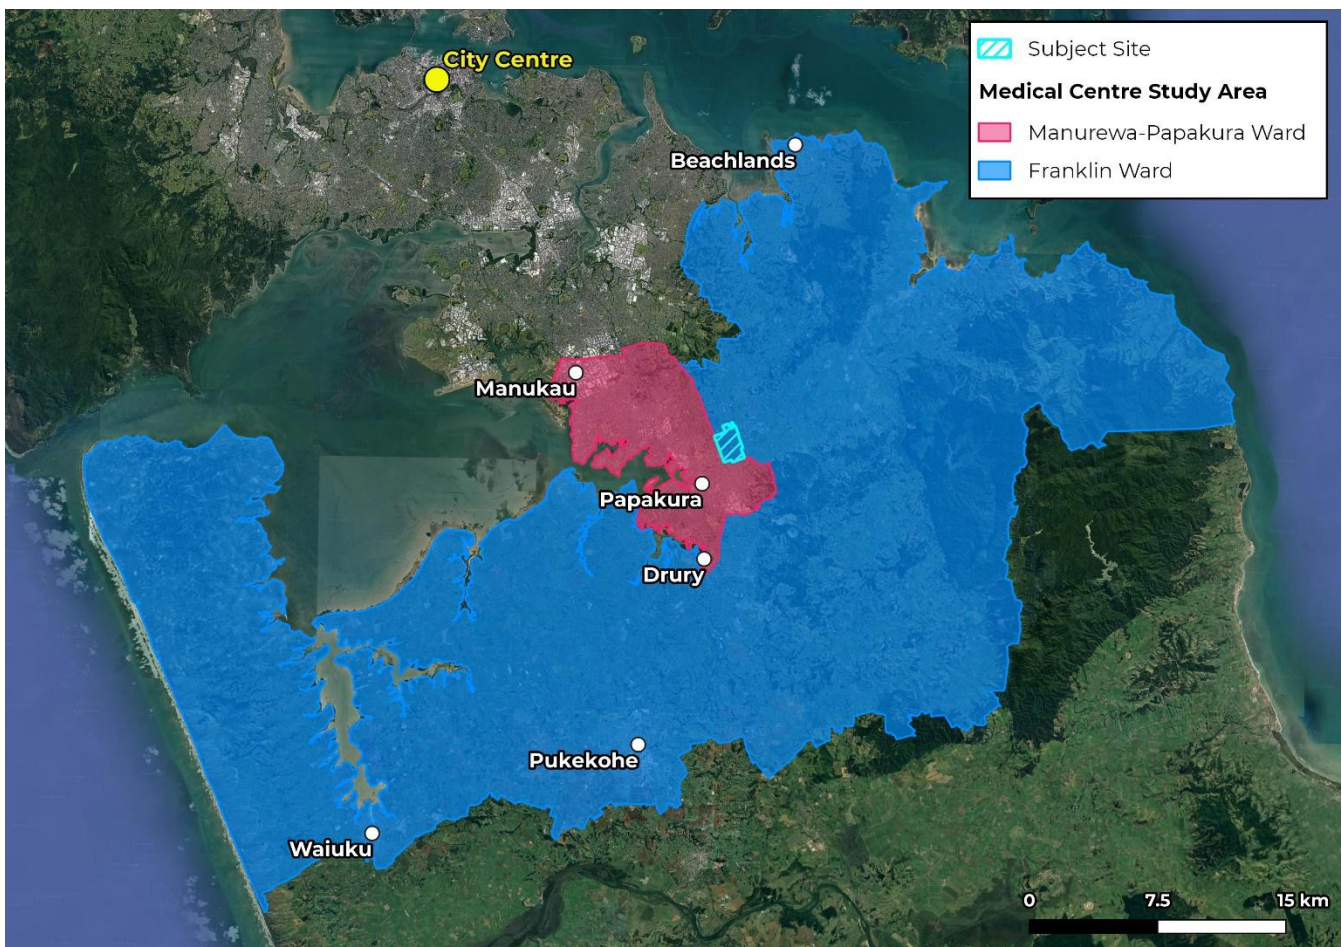 City Centre
Subject Site
Medical Centre Study Area
Manurewa-Papakura Ward
Franklin Ward
Beachlands
Manukau
Papakura
Drury
Pukekohe
Waiuku
0 7.5 15 km